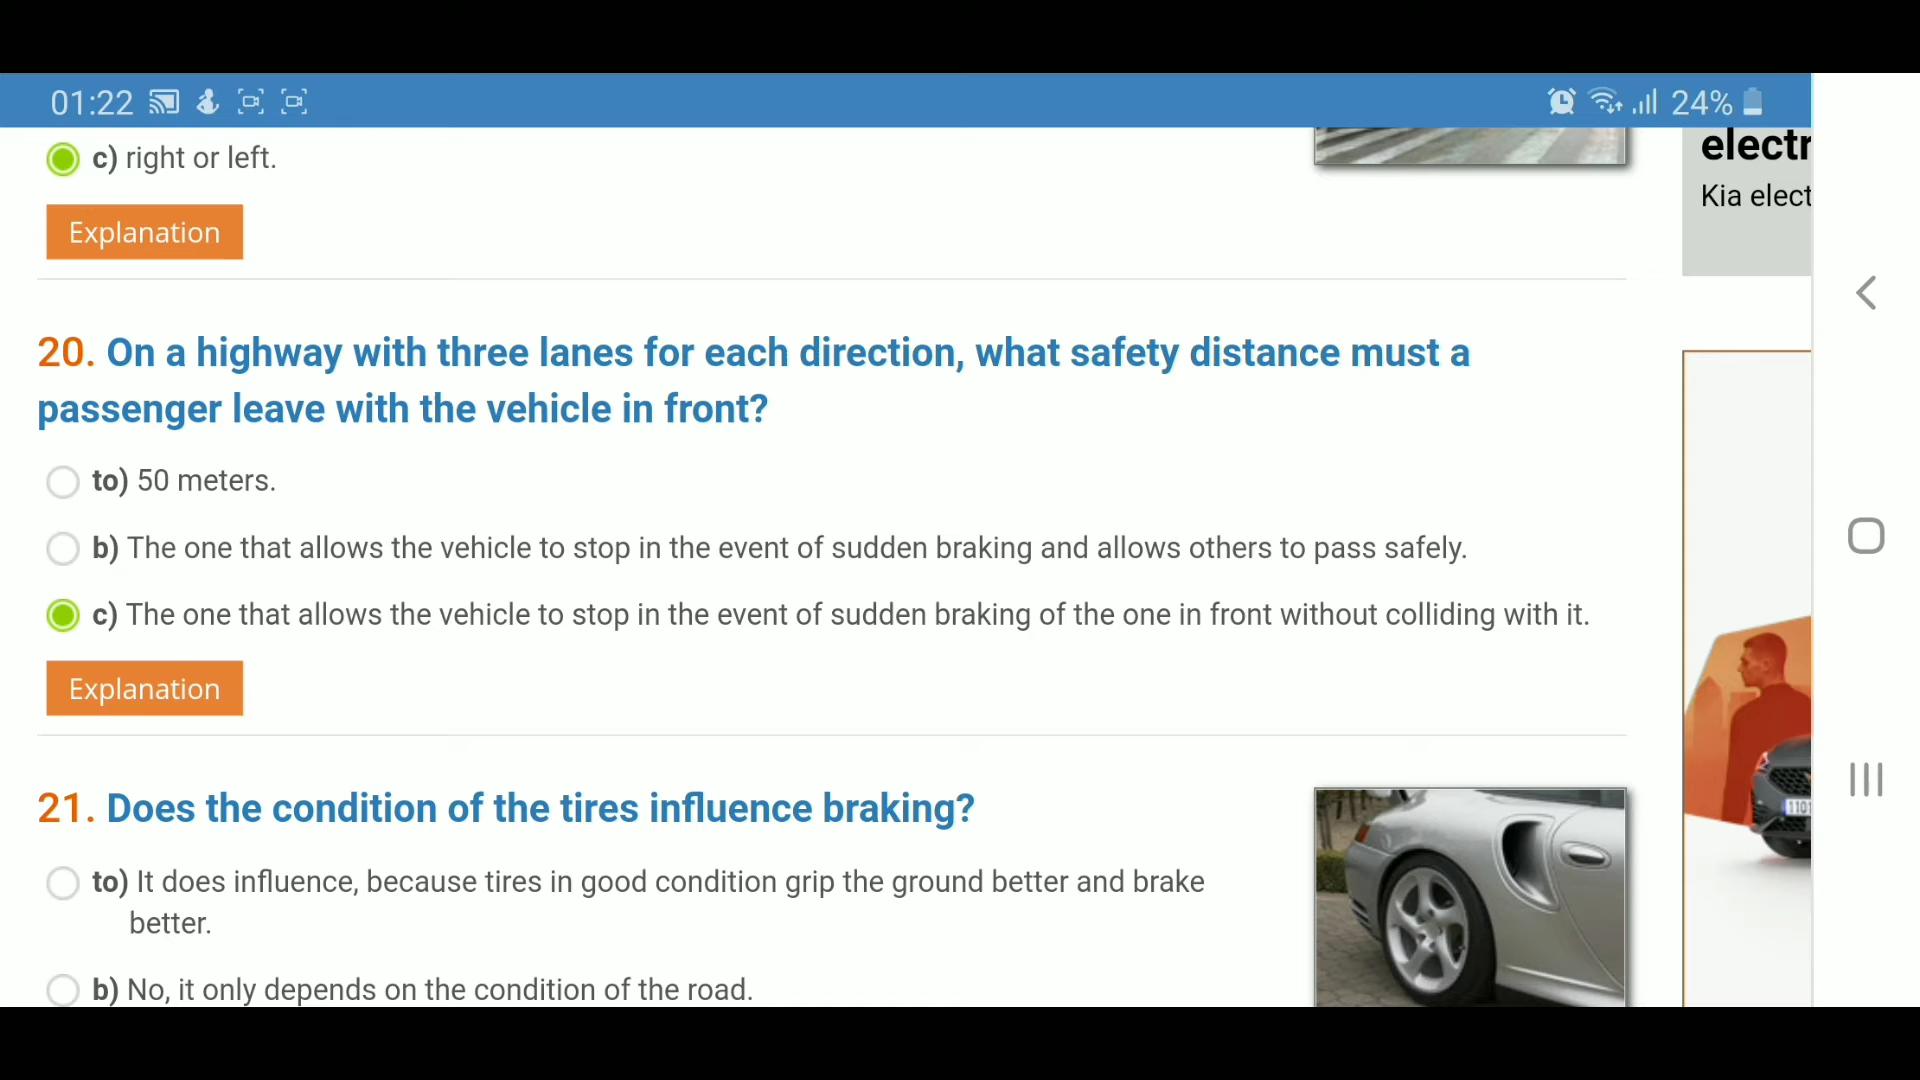 01:22
24%
c) right or left.
electr
Kia elect
Explanation
20. On a highway with three lanes for each direction, what safety distance must a
passenger leave with the vehicle in front?
to) 50 meters.
b) The one that allows the vehicle to stop in the event of sudden braking and allows others to pass safely.
c) The one that allows the vehicle to stop in the event of sudden braking of the one in front without colliding with it.
Explanation
21. Does the condition of the tires influence braking?
to) It does influence, because tires in good condition grip the ground better and brake
better.
b) No, it only depends on the condition of the road.